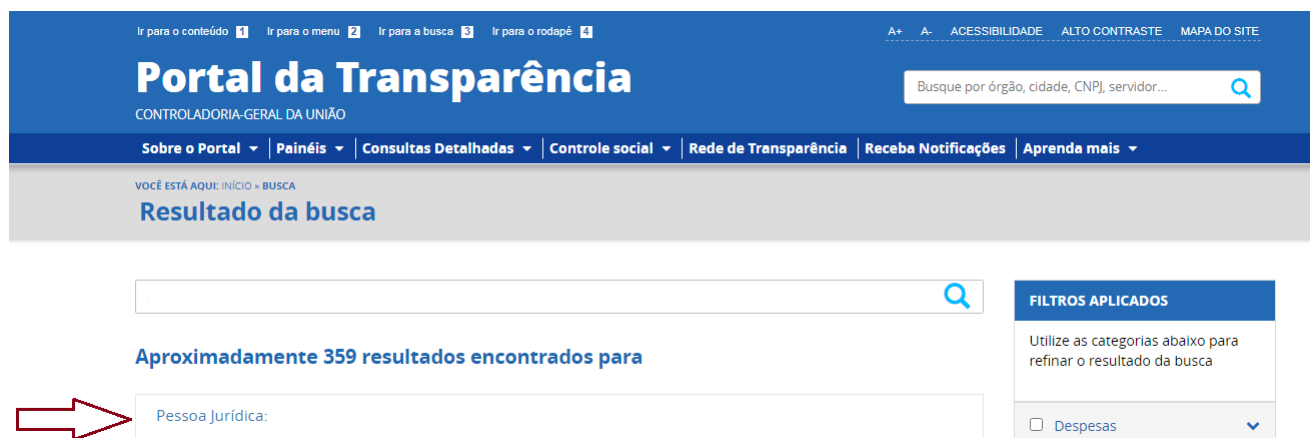 Ir para o conteúdo 1 Ir para o menu 2 Ir para a busca 3 Ir para o rodapé 4 A+ A- ACESSIBILIDADE ALTO CONTRASTE MAPA DO SITE
Portal da Transparência
Busque por órgão, cidade, CNPJ, servidor...
CONTROLADORIA-GERAL DA UNIÃO
Sobre o Portal Painéis Consultas Detalhadas Controle social Rede de Transparência Receba Notificações Aprenda mais
VOCÊ ESTÁ AQUI: INÍCIO » BUSCA
Resultado da busca
FILTROS APLICADOS
Aproximadamente 359 resultados encontrados para
Utilize as categorias abaixo para
refinar o resultado da busca
Pessoa Jurídica:
Despesas